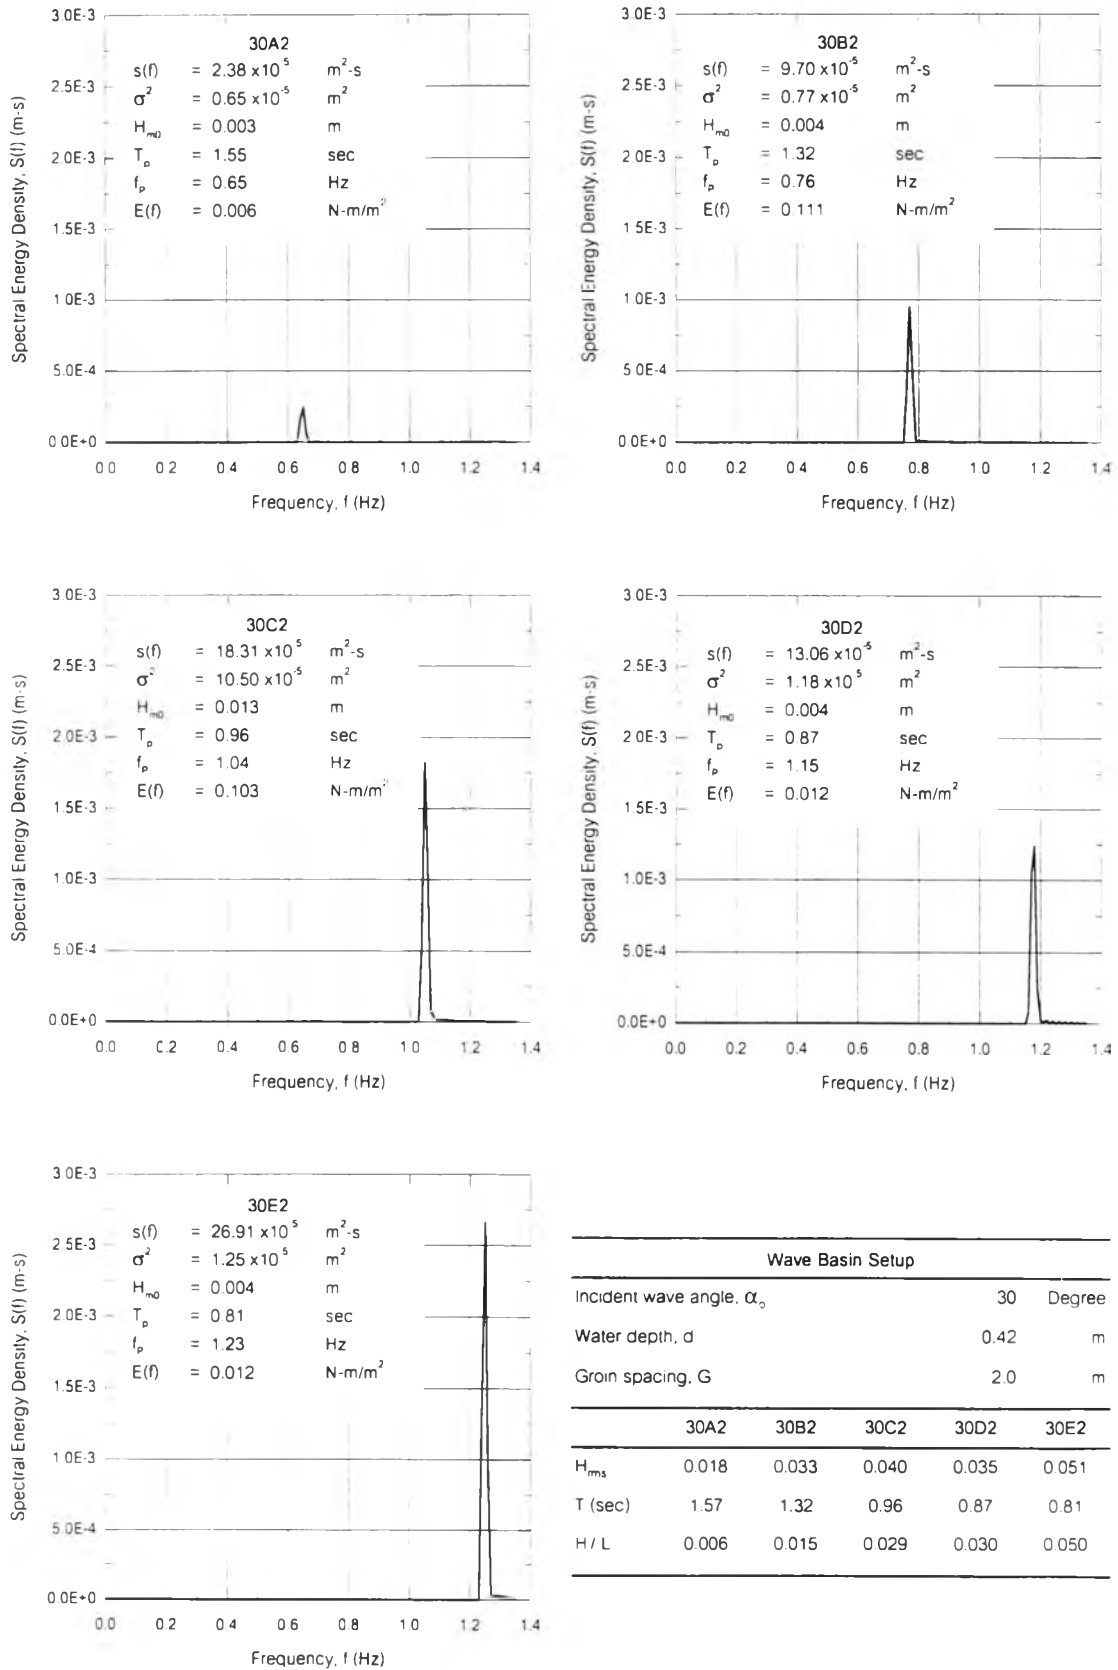 30A2
s(f) = 2.38 x10⁵ m²-s
σ² = 0.65 x10⁻⁵ m²
Hm0 = 0.003 m
Tp = 1.55 sec
fp = 0.65 Hz
E(f) = 0.006 N-m/m²
Spectral Energy Density, S(f) (m-s)
3.0E-3
2.5E-3
2.0E-3
1.5E-3
1.0E-3
5.0E-4
0.0E+0
0.0 0.2 0.4 0.6 0.8 1.0 1.2 1.4
Frequency, f (Hz)
30B2
s(f) = 9.70 x10⁻⁵ m²-s
σ² = 0.77 x10⁻⁵ m²
Hm0 = 0.004 m
Tp = 1.32 sec
fp = 0.76 Hz
E(f) = 0.111 N-m/m²
Spectral Energy Density, S(f) (m-s)
3.0E-3
2.5E-3
2.0E-3
1.5E-3
1.0E-3
5.0E-4
0.0E+0
0.0 0.2 0.4 0.6 0.8 1.0 1.2 1.4
Frequency, f (Hz)
30C2
s(f) = 18.31 x10⁵ m²-s
σ² = 10.50 x10⁻⁵ m²
Hm0 = 0.013 m
Tp = 0.96 sec
fp = 1.04 Hz
E(f) = 0.103 N-m/m²
Spectral Energy Density, S(f) (m-s)
3.0E-3
2.5E-3
2.0E-3
1.5E-3
1.0E-3
5.0E-4
0.0E+0
0.0 0.2 0.4 0.6 0.8 1.0 1.2 1.4
Frequency, f (Hz)
30D2
s(f) = 13.06 x10⁻⁵ m²-s
σ² = 1.18 x10⁵ m²
Hm0 = 0.004 m
Tp = 0.87 sec
fp = 1.15 Hz
E(f) = 0.012 N-m/m²
Spectral Energy Density, S(f) (m-s)
3.0E-3
2.5E-3
2.0E-3
1.5E-3
1.0E-3
5.0E-4
0.0E+0
0.0 0.2 0.4 0.6 0.8 1.0 1.2 1.4
Frequency, f (Hz)
30E2
s(f) = 26.91 x10⁵ m²-s
σ² = 1.25 x10⁵ m²
Hm0 = 0.004 m
Tp = 0.81 sec
fp = 1.23 Hz
E(f) = 0.012 N-m/m²
Spectral Energy Density, S(f) (m-s)
3.0E-3
2.5E-3
2.0E-3
1.5E-3
1.0E-3
5.0E-4
0.0E+0
0.0 0.2 0.4 0.6 0.8 1.0 1.2 1.4
Frequency, f (Hz)
Wave Basin Setup
Incident wave angle, αo 30 Degree
Water depth, d 0.42 m
Groin spacing, G 2.0 m
30A2 30B2 30C2 30D2 30E2
Hrms 0.018 0.033 0.040 0.035 0.051
T (sec) 1.57 1.32 0.96 0.87 0.81
H / L 0.006 0.015 0.029 0.030 0.050